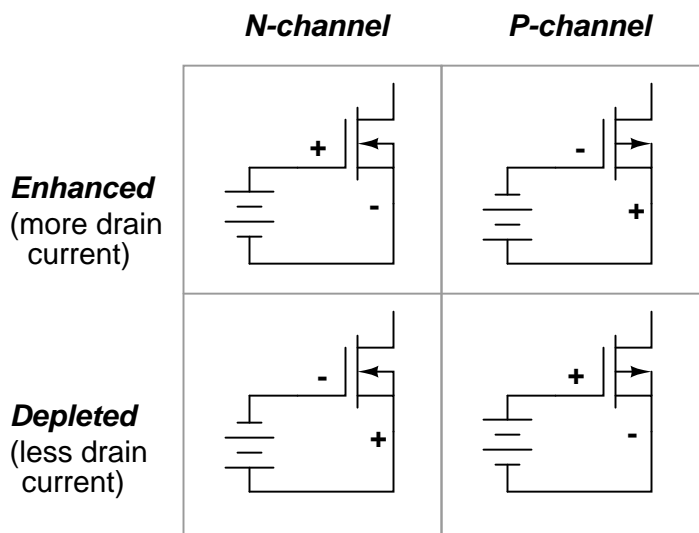 N-channel P-channel
+ -
Enhanced
(more drain
current)
- +
- +
Depleted
(less drain
current)
+ -